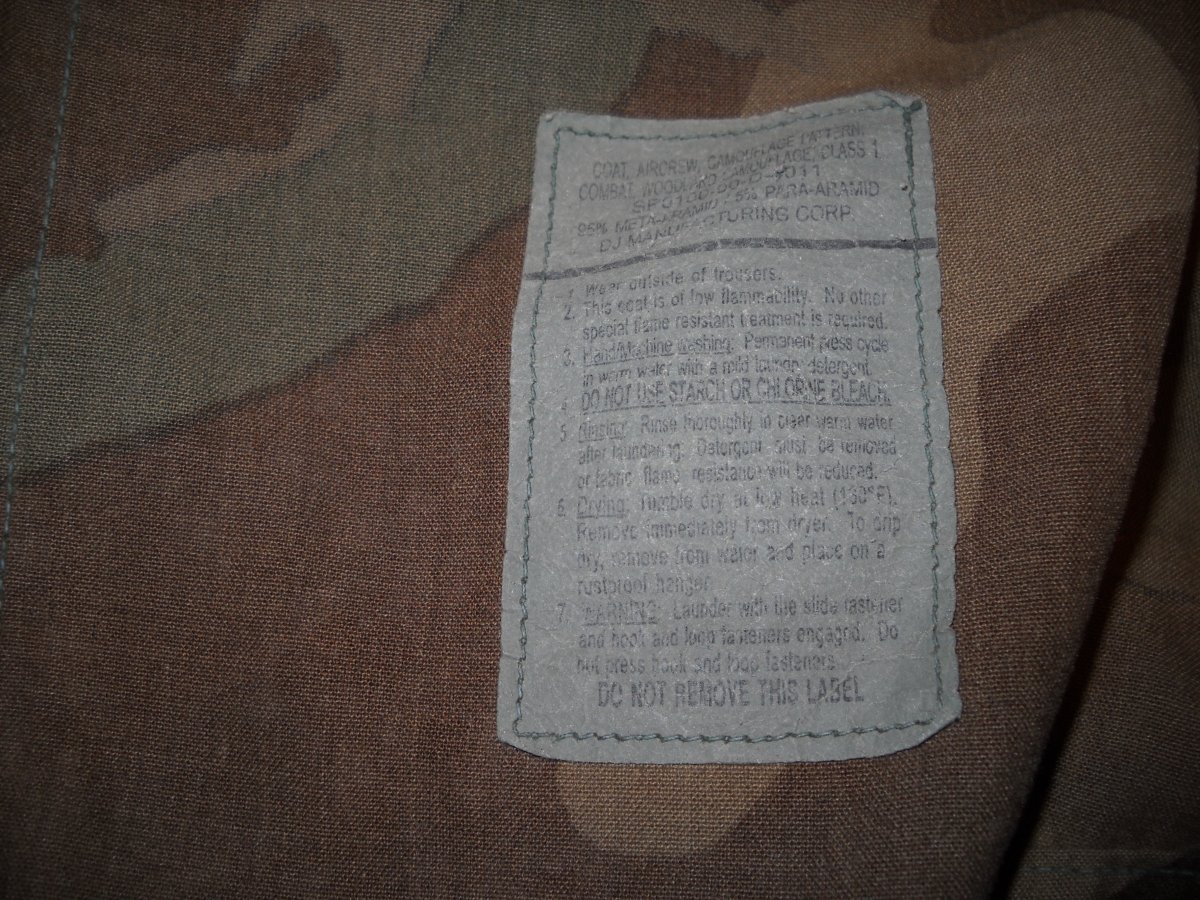 COAT, AIRCREW, CAMOUFLAGE PATTERN,
COMBAT, WOODLAND CAMOUFLAGE, CLASS 1
95% META-ARAMID - 5% PARA-ARAMID
DJ MANUFACTURING CORP.
1. Wear outside of trousers.
2. This coat is of low flammability. No other
special flame resistant treatment is required.
3. Hand/Machine washing: Permanent press cycle
in warm water with a mild laundry detergent.
4. DO NOT USE STARCH OR CHLORINE BLEACH.
5. Rinsing: Rinse thoroughly in clear warm water
after laundering. Detergent must be removed
or fabric flame resistance will be reduced.
6. Drying: Tumble dry at low heat (130°F).
Remove immediately from dryer. To drip
dry, remove from water and place on a
rustproof hanger.
7. WARNING: Launder with the slide fastener
and hook and loop fasteners engaged. Do
not press hook and loop fasteners.
DO NOT REMOVE THIS LABEL